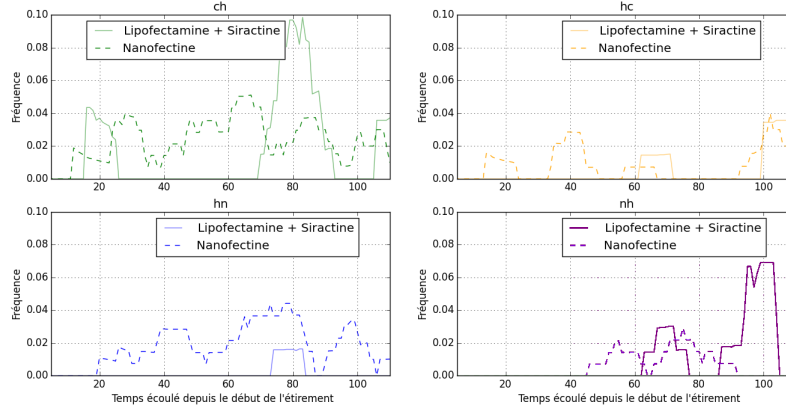 ch
0.10
0.08
0.06
0.04
0.02
0.00
Fréquence
Lipofectamine + Siractine
Nanofectine
20
40
60
80
100
hc
0.10
0.08
0.06
0.04
0.02
0.00
Fréquence
Lipofectamine + Siractine
Nanofectine
20
40
60
80
100
hn
0.10
0.08
0.06
0.04
0.02
0.00
Fréquence
Lipofectamine + Siractine
Nanofectine
20
40
60
80
100
Temps écoulé depuis le début de l'étirement
nh
0.10
0.08
0.06
0.04
0.02
0.00
Fréquence
Lipofectamine + Siractine
Nanofectine
20
40
60
80
100
Temps écoulé depuis le début de l'étirement